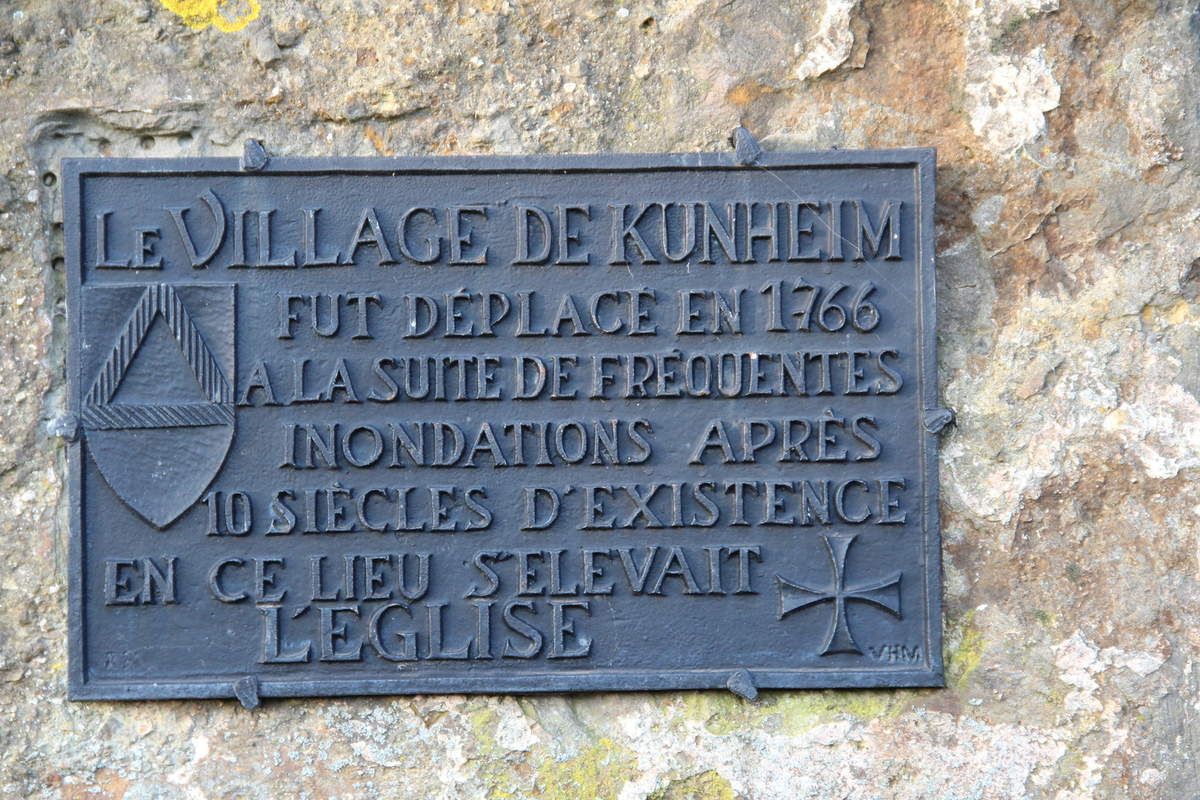 LE VILLAGE DE KUNHEIM
FUT DÉPLACÉ EN 1766
A LA SUITE DE FRÉQUENTES
INONDATIONS APRÈS
10 SIÈCLES D'EXISTENCE
EN CE LIEU S'ELEVAIT
L'EGLISE
VHM